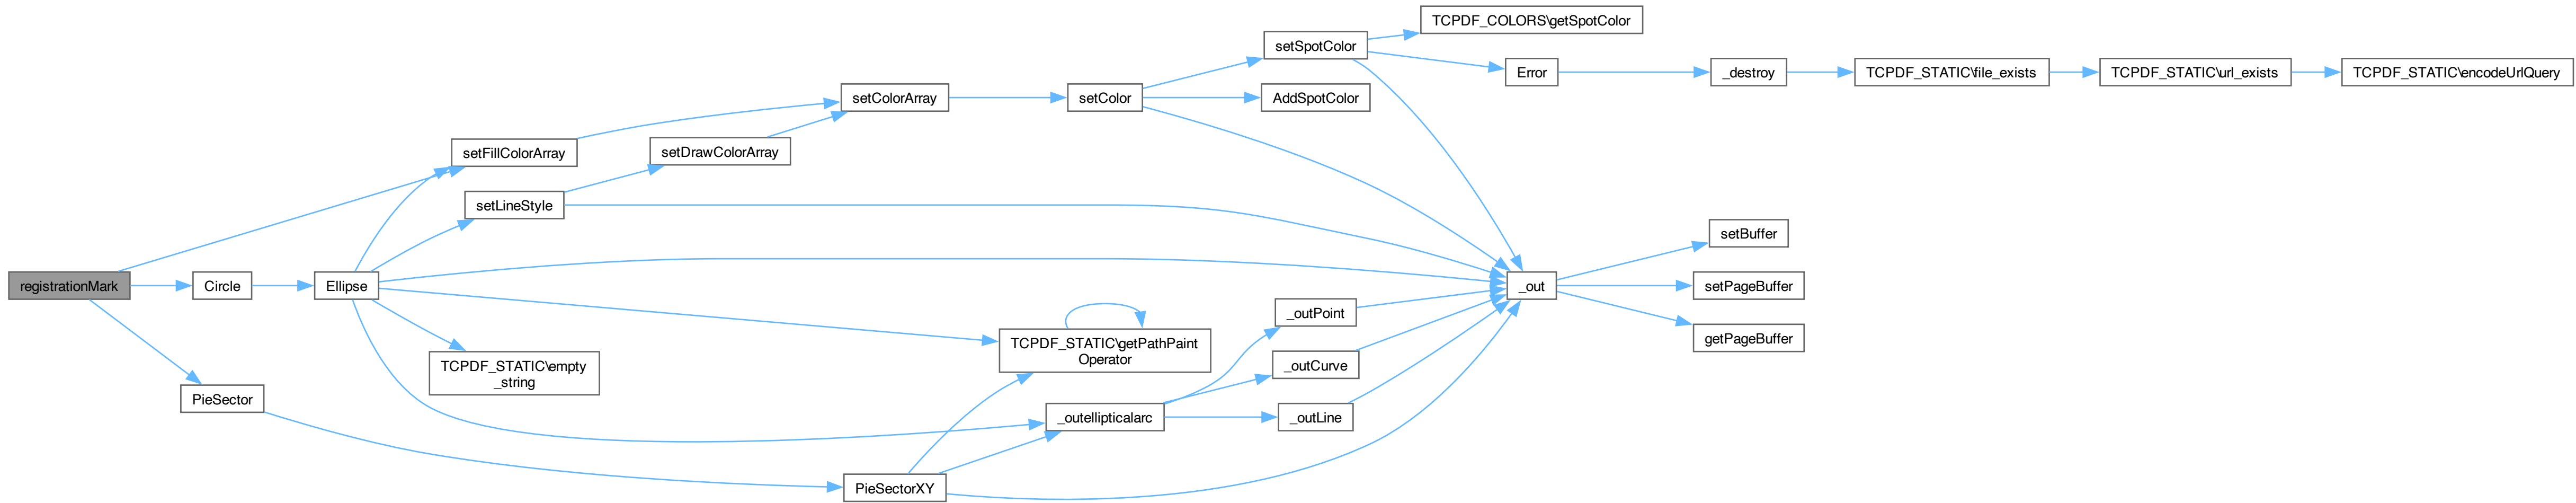 registrationMark
Circle
PieSector
Ellipse
setFillColorArray
setLineStyle
TCPDF_STATIC\empty
_string
setDrawColorArray
setColorArray
PieSectorXY
setColor
TCPDF_STATIC\getPathPaint
Operator
_outellipticalarc
setSpotColor
AddSpotColor
_outPoint
_outCurve
_outLine
TCPDF_COLORS\getSpotColor
Error
_out
_destroy
setBuffer
setPageBuffer
getPageBuffer
TCPDF_STATIC\file_exists
TCPDF_STATIC\url_exists
TCPDF_STATIC\encodeUrlQuery